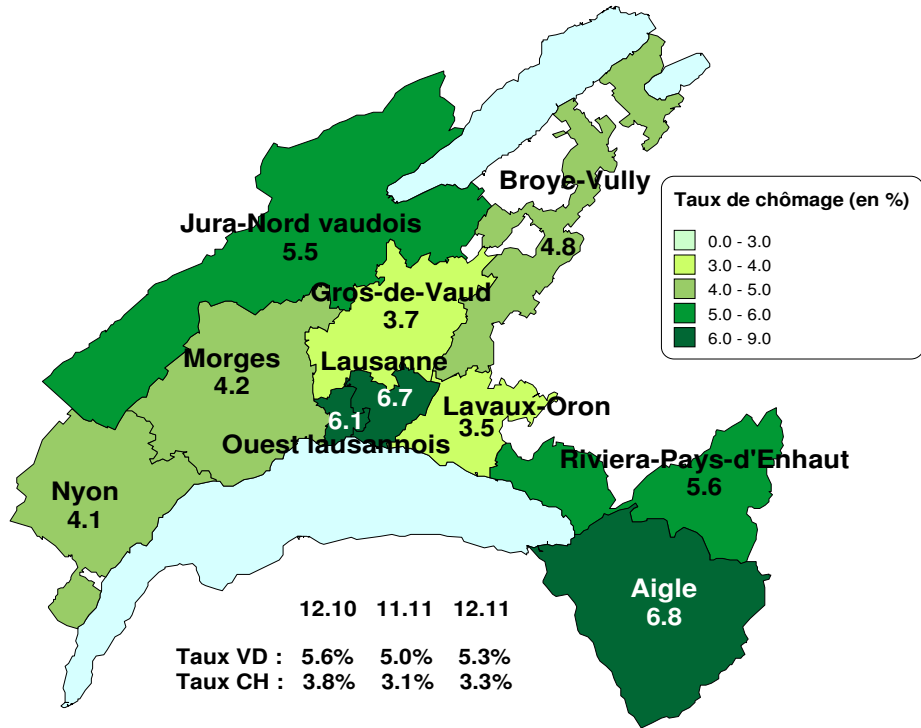 Broye-Vully
4.8
Taux de chômage (en %)
0.0 - 3.0
3.0 - 4.0
4.0 - 5.0
5.0 - 6.0
6.0 - 9.0
Jura-Nord vaudois
5.5
Gros-de-Vaud
3.7
Morges
4.2
Lausanne
6.7
6.1
Ouest lausannois
Lavaux-Oron
3.5
Riviera-Pays-d'Enhaut
5.6
Nyon
4.1
Aigle
6.8
12.10 11.11 12.11
Taux VD : 5.6% 5.0% 5.3%
Taux CH : 3.8% 3.1% 3.3%